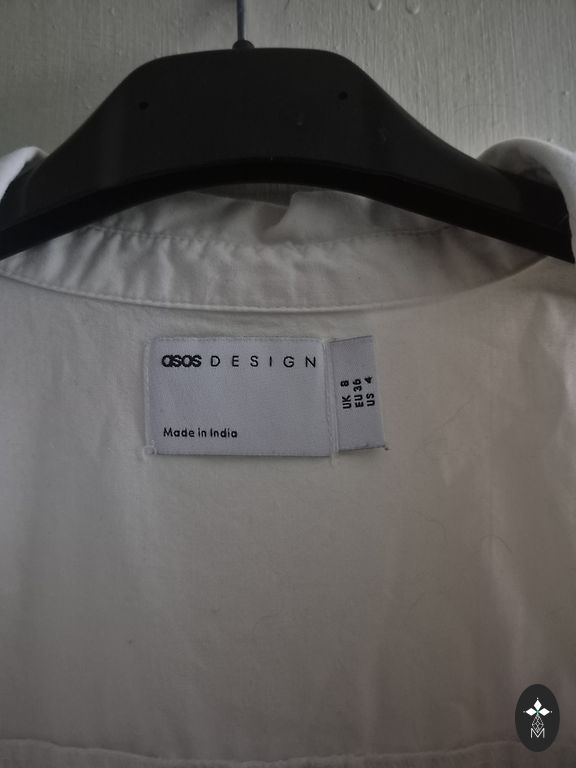 asos DESIGN
Made in India
UK 8
EU 36
US 4
M